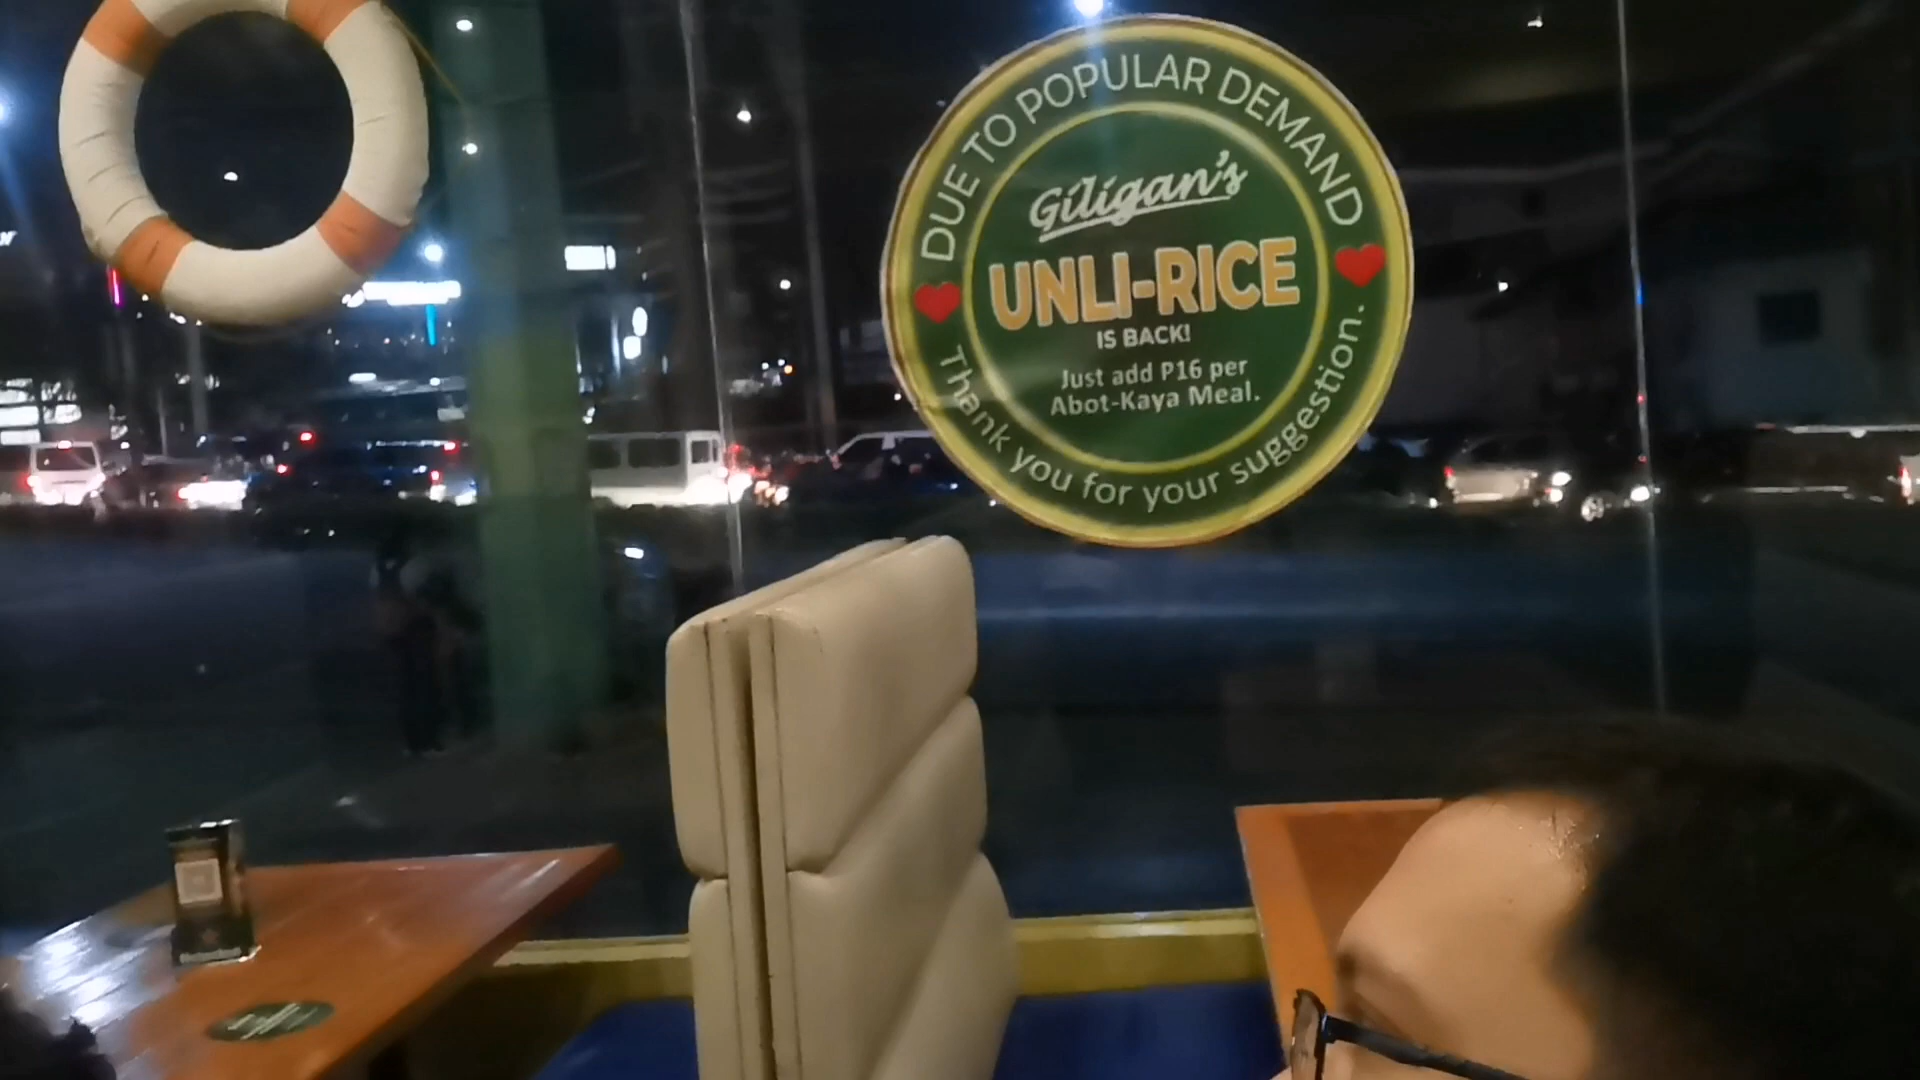 DUE TO POPULAR DEMAND
Giligan's
UNLI-RICE
IS BACK!
Just add P16 per
Abot-Kaya Meal.
Thank you for your suggestion.